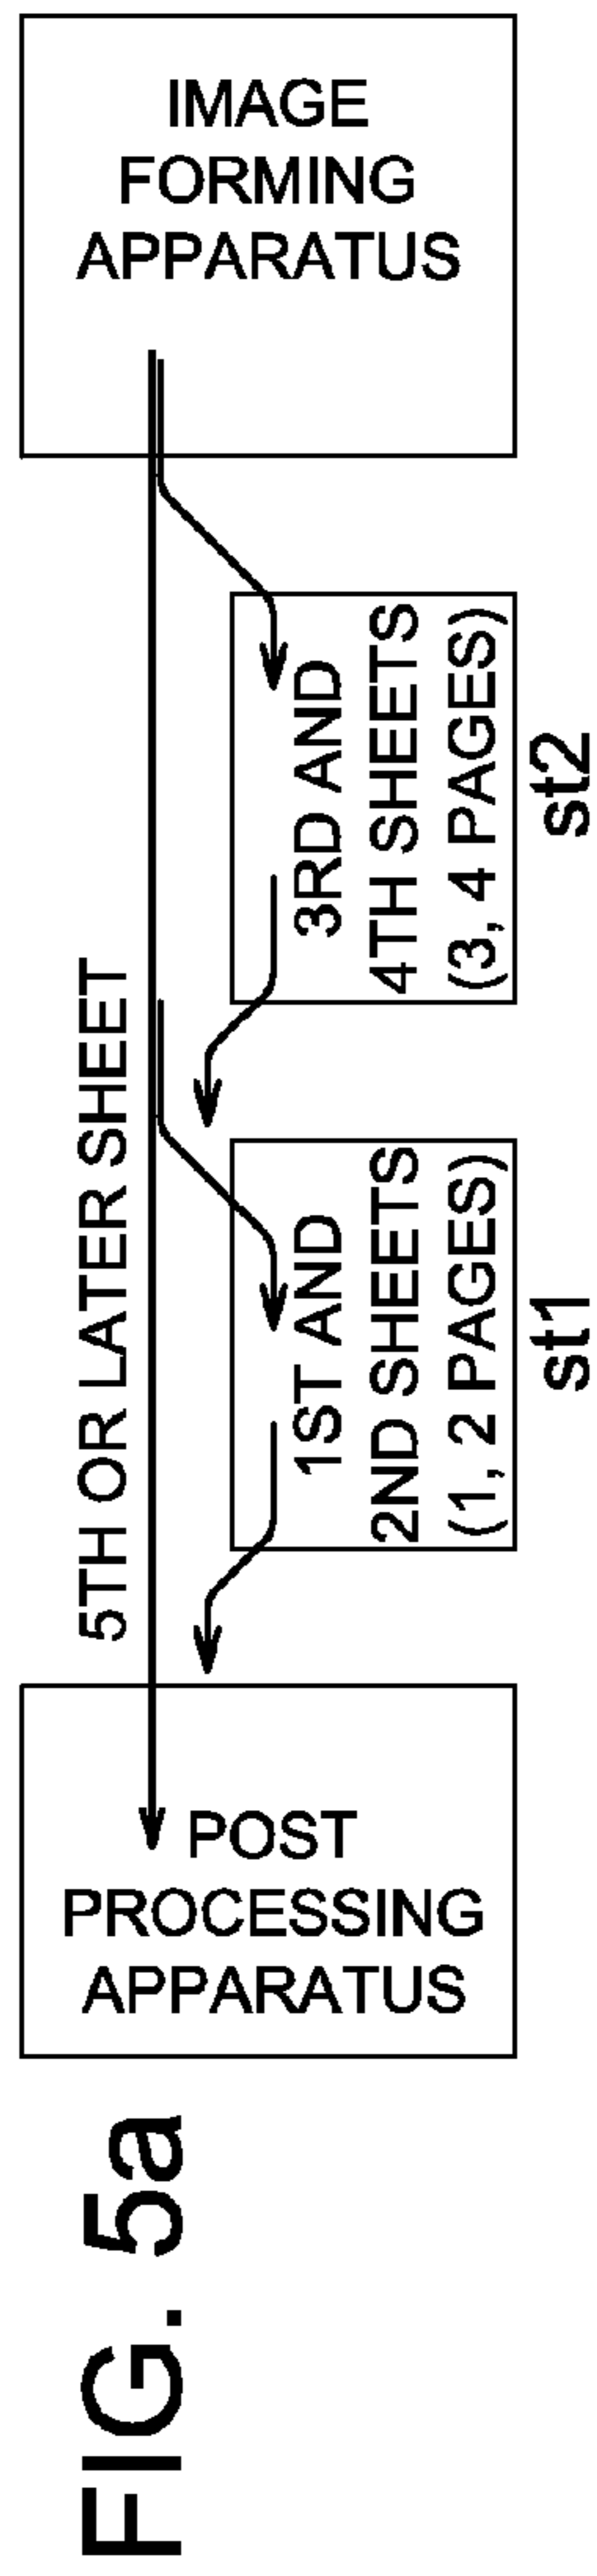 IMAGE
FORMING
APPARATUS
3RD AND
4TH SHEETS
(3, 4 PAGES)
st2
5TH OR LATER SHEET
1ST AND
2ND SHEETS
(1, 2 PAGES)
st1
POST
PROCESSING
APPARATUS
FIG. 5a